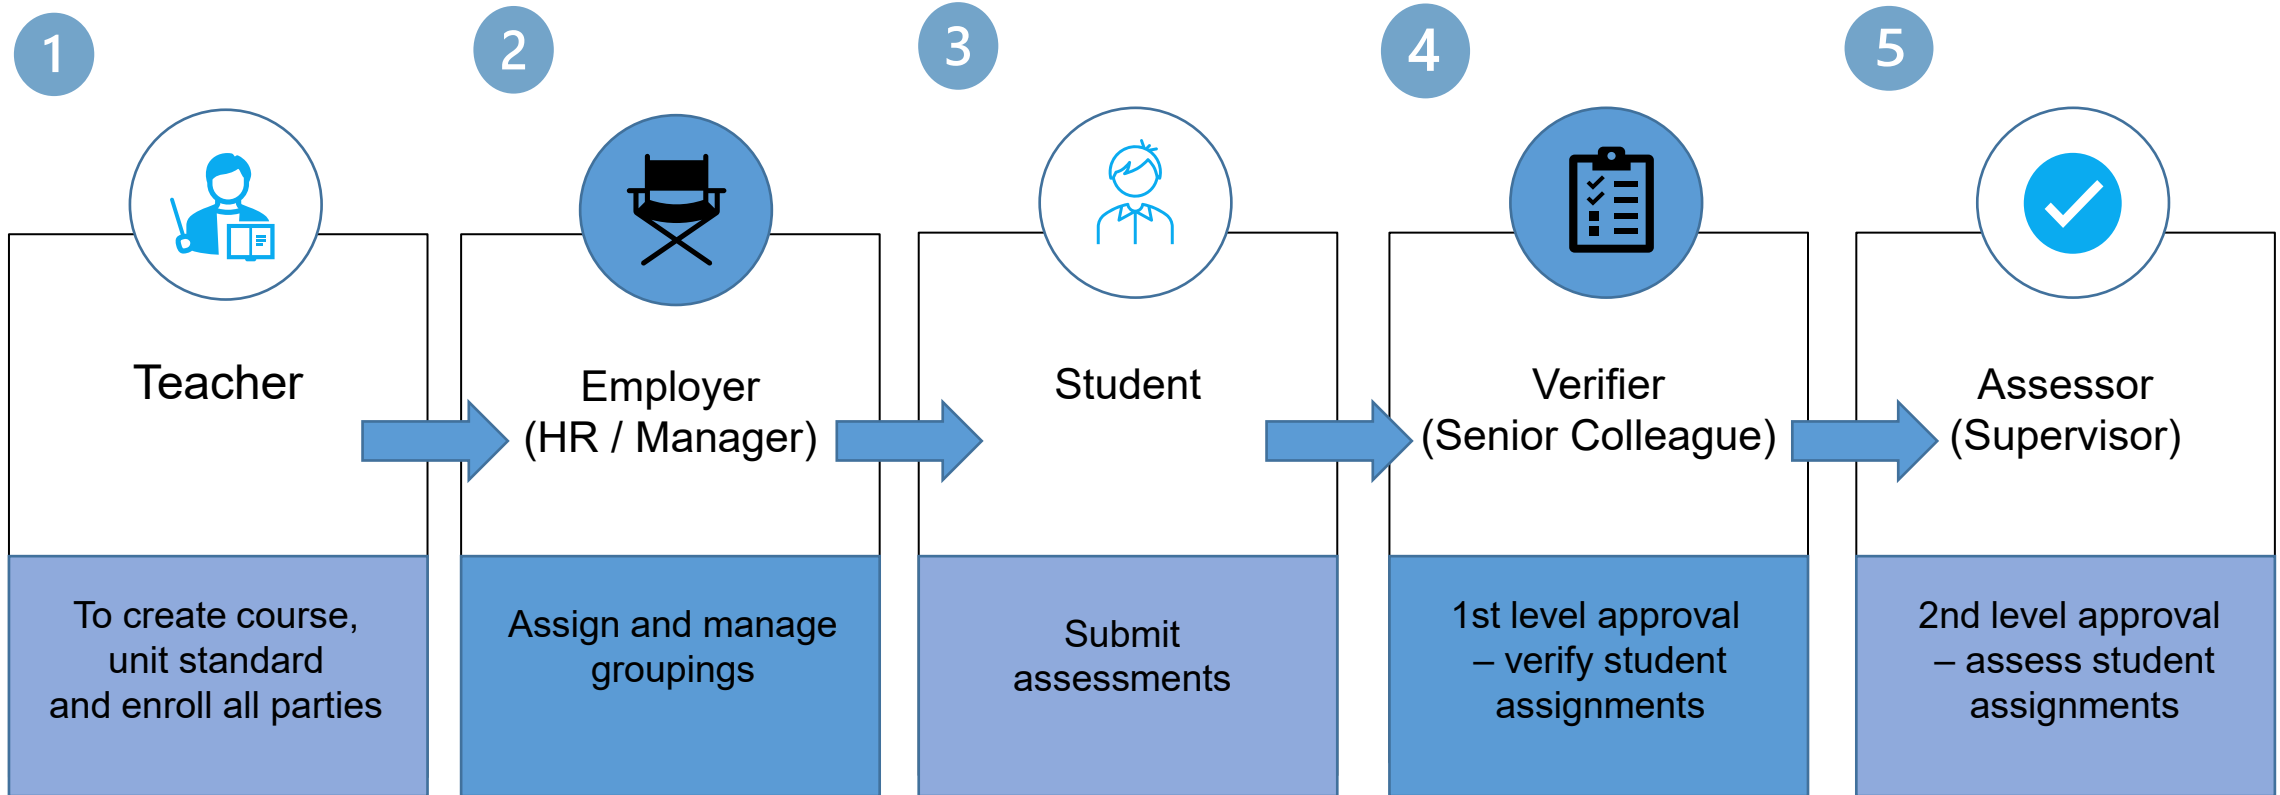 1
2
3
4
5
Teacher
Employer
(HR / Manager)
Student
Verifier
(Senior Colleague)
Assessor
(Supervisor)
To create course,
unit standard
and enroll all parties
Assign and manage
groupings
Submit
assessments
1st level approval
– verify student
assignments
2nd level approval
– assess student
assignments